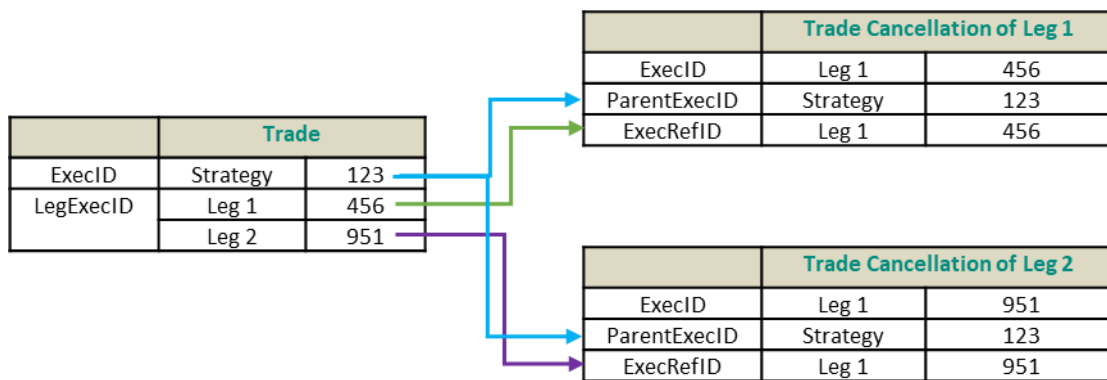 Trade
ExecID Strategy 123
LegExecID Leg 1 456
Leg 2 951
Trade Cancellation of Leg 1
ExecID Leg 1 456
ParentExecID Strategy 123
ExecRefID Leg 1 456
Trade Cancellation of Leg 2
ExecID Leg 1 951
ParentExecID Strategy 123
ExecRefID Leg 1 951